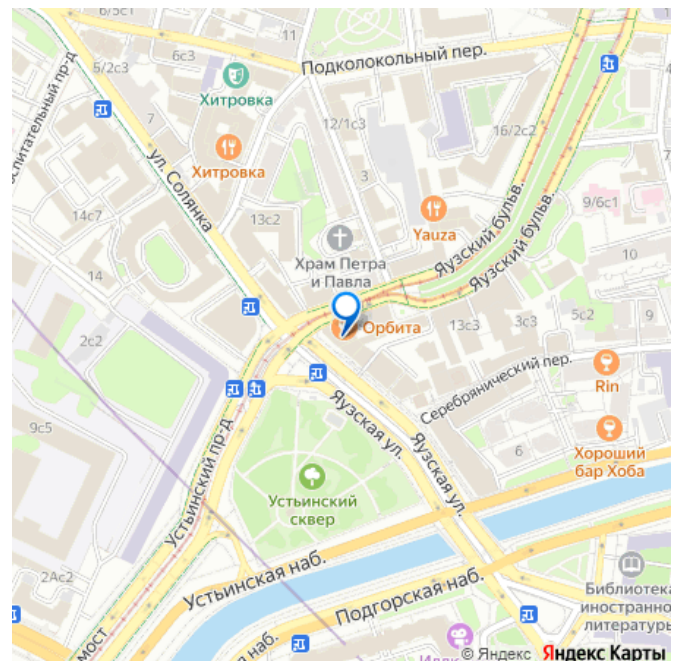 6/5с1
11
5/2с3
6с3
Подколокольный пер.
Хитровка
7
12/1с3
16/2с2
Хитровка
3
ул. Солянка
9/6с1
13с2
Yauza
14с7
Храм Петра
и Павла
Яузский бульв.
Яузский бульв.
10
14
Орбита
13с3
3с3
5с2
9
2с2
Серебрянический пер.
Rin
9с5
Устьинский пр-д
Яузская ул.
Яузская ул.
6
Хороший
бар Хоба
Устьинский
сквер
2Ас2
Устьинская наб.
Подгорская наб.
Библиотека
иностранно
литературы
мост
наб.
© Яндекс Яндекс Карты